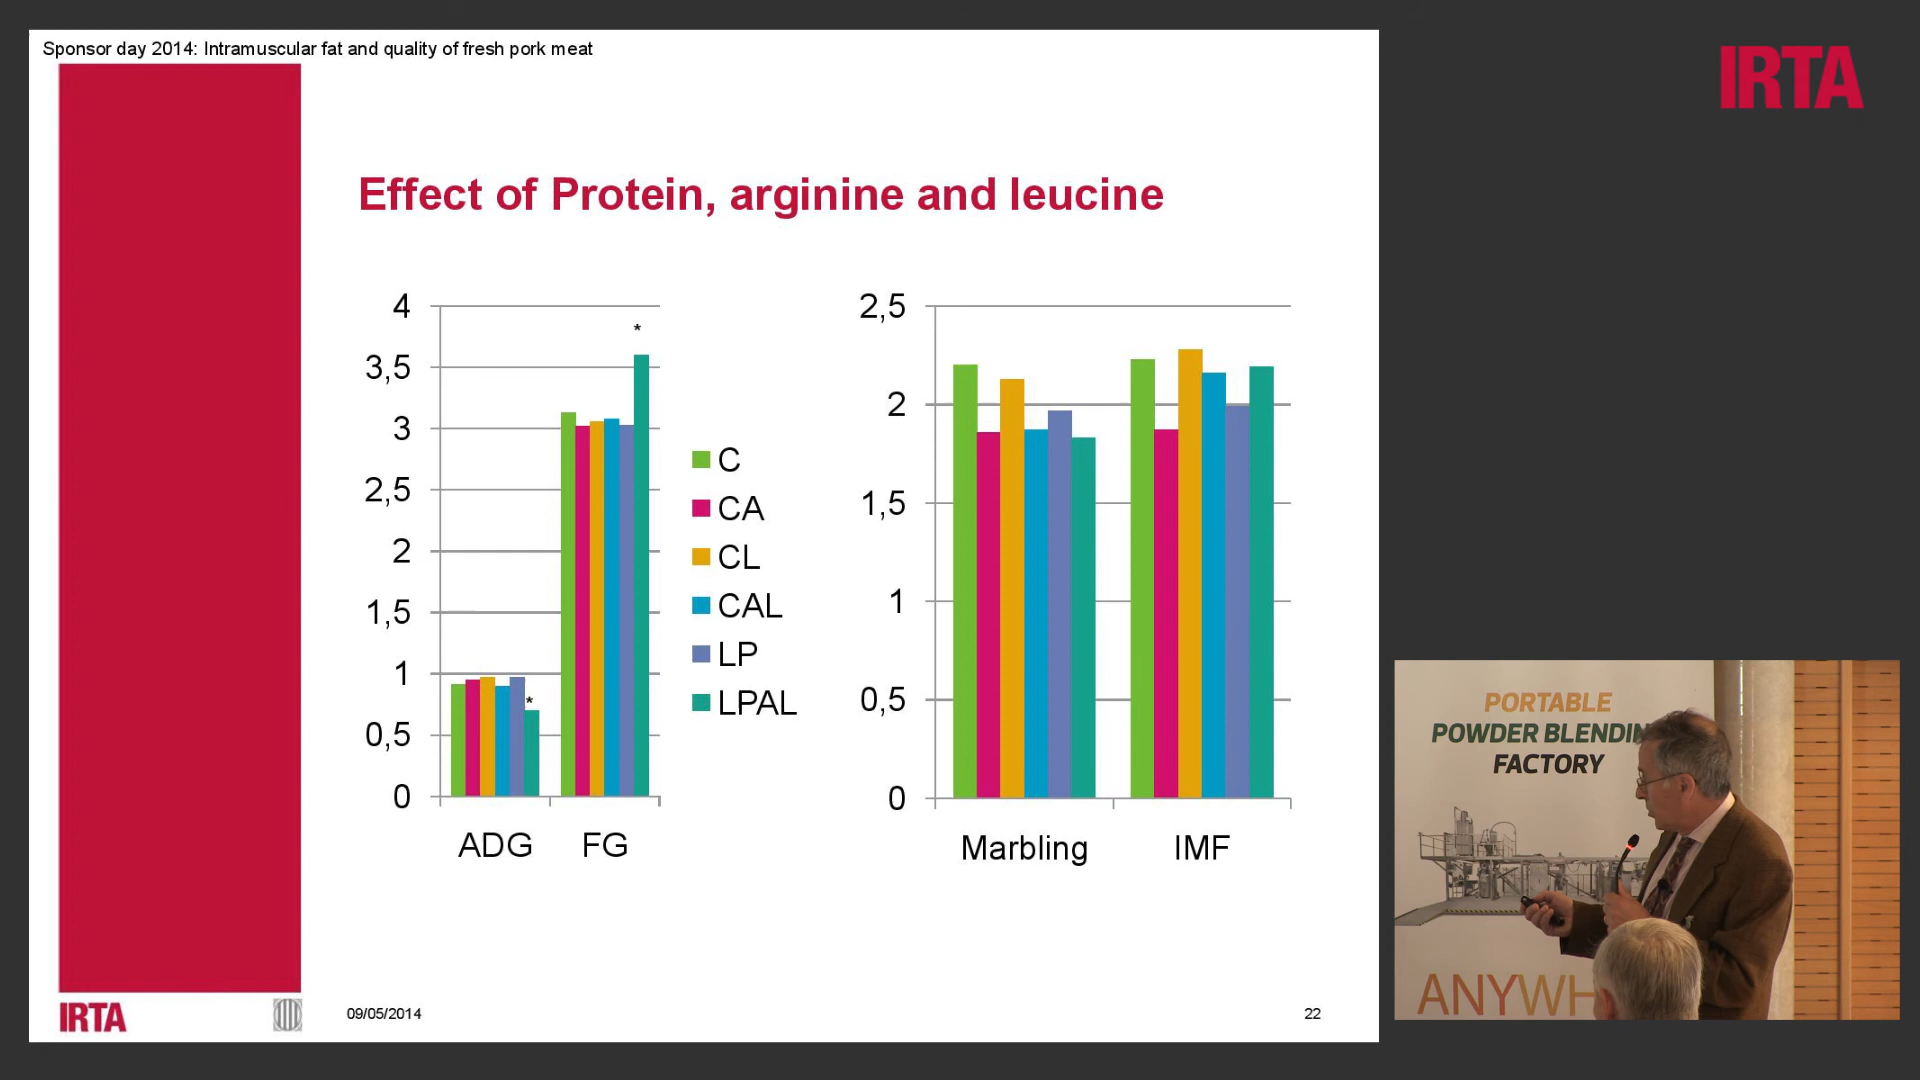 Sponsor day 2014: Intramuscular fat and quality of fresh pork meat
IRTA
Effect of Protein, arginine and leucine
4
3,5
3
2,5
2
1,5
1
0,5
0
*
*
ADG
FG
C
CA
CL
CAL
LP
LPAL
2,5
2
1,5
1
0,5
0
Marbling
IMF
PORTABLE
POWDER BLENDIN
FACTORY
ANYWH
IRTA
09/05/2014
22